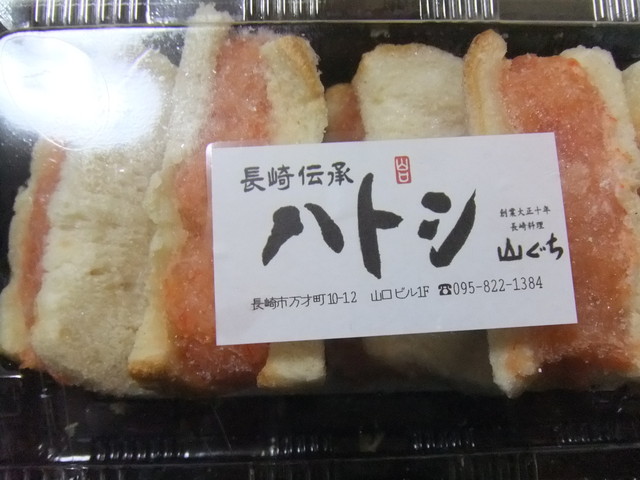 長崎伝承
山口
ハトシ
創業大正十年
長崎料理
山ぐち
長崎市万才町10-12 山口ビル1F ☎095-822-1384